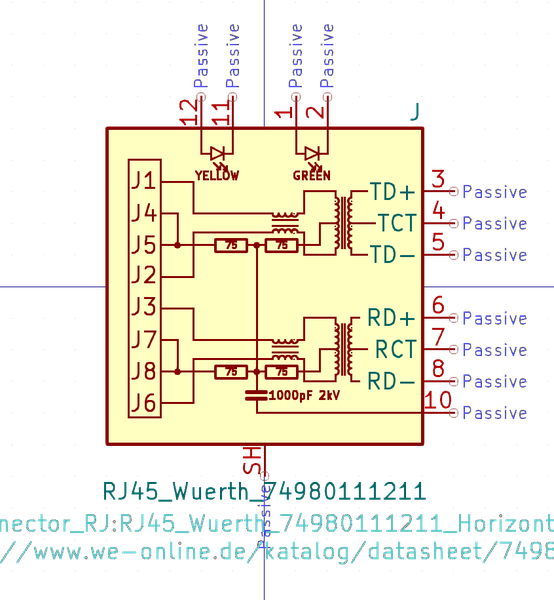 Passive Passive Passive Passive
12 11 1 2
J
YELLOW GREEN
J1
J4
J5 75 75
J2
J3
J7
J8 75 75
J6
1000pF 2kV
TD+ 3 Passive
TCT 4 Passive
TD- 5 Passive
RD+ 6 Passive
RCT 7 Passive
RD- 8 Passive
10 Passive
SH
Passive
RJ45_Wuerth_74980111211
nector_RJ:RJ45_Wuerth_74980111211_Horizont
//www.we-online.de/katalog/datasheet/7498